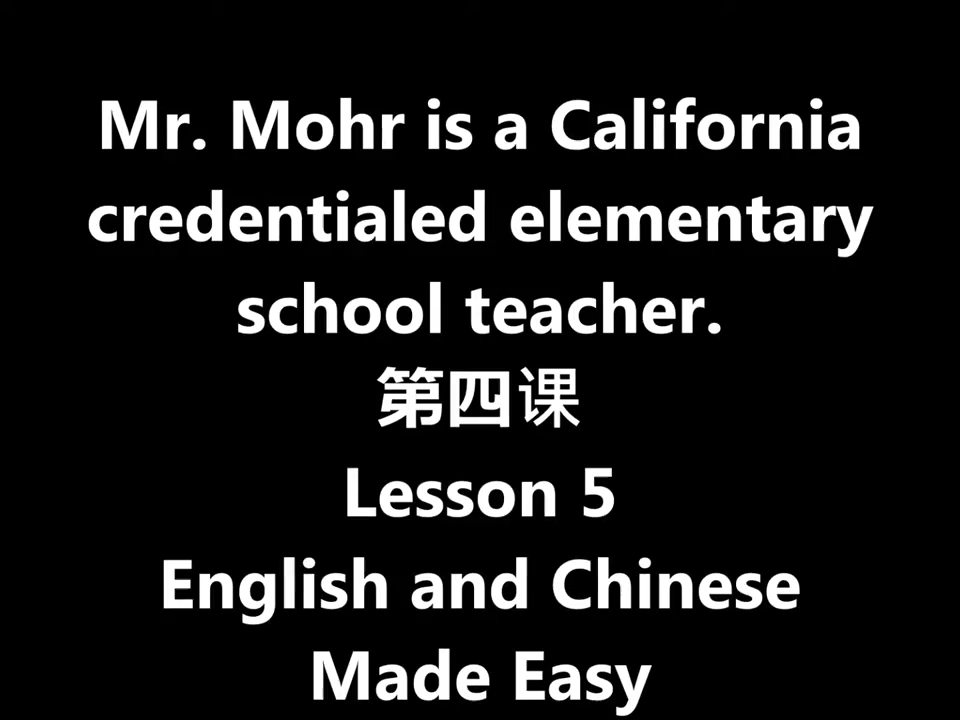 Mr. Mohr is a California
credentialed elementary
school teacher.
第四课
Lesson 5
English and Chinese
Made Easy